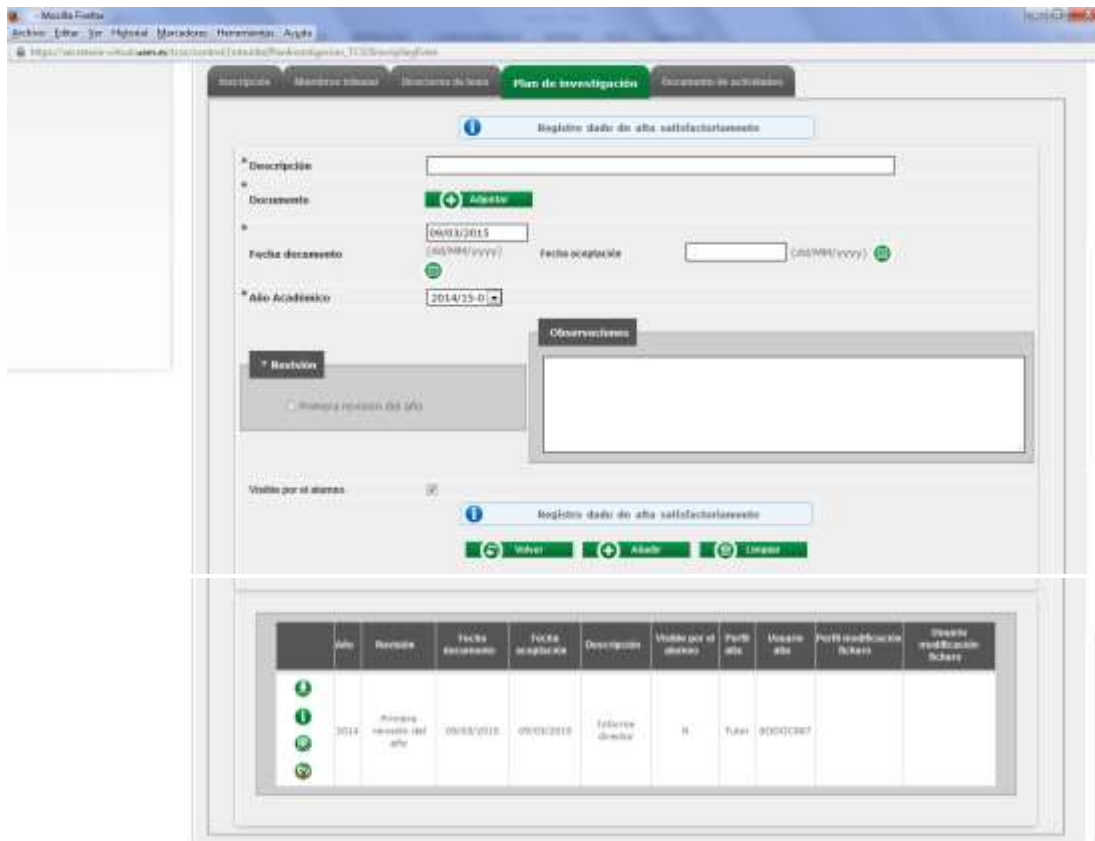 Mozilla Firefox
Archivo Editar Ver Historial Marcadores Herramientas Ayuda
Inscripción Miembros tribunal Directores de tesis Plan de investigación Documento de actividades
Registro dado de alta satisfactoriamente
* Descripción
*
Documento Adjuntar
*
09/03/2015
Fecha documento (dd/MM/yyyy) Fecha aceptación (dd/MM/yyyy)
* Año Académico 2014/15-0
Observaciones
* Revisión
Primera revisión del año
Visible por el alumno
Registro dado de alta satisfactoriamente
Volver Añadir Limpiar
Año Revisión Fecha documento Fecha aceptación Descripción Visible por el alumno Perfil alta Usuario alta Perfil modificación fichero Usuario modificación fichero
2014 Primera revisión del año 09/03/2015 09/03/2015 Informe director N Tutor